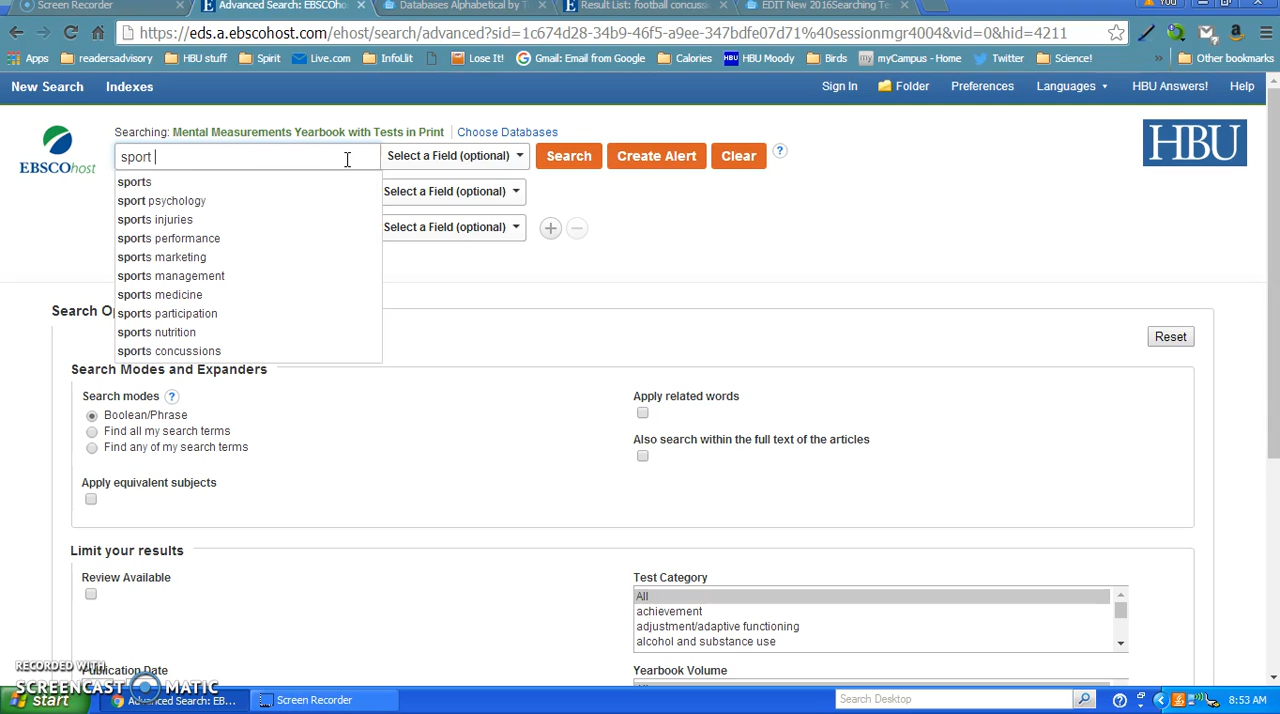 Screen Recorder
Advanced Search: EBSCOho
Databases Alphabetical by T
Result List: football concuss
EDIT New 2016Searching Te
You
https://eds.a.ebscohost.com/ehost/search/advanced?sid=1c674d28-34b9-46f5-a9ee-347bde07d71%40sessionmgr4004&vid=0&hid=4211
Apps readersadvisory HBU stuff Spirit Live.com InfoLit Lose It! Gmail: Email from Google Calories HBU Moody Birds myCampus - Home Twitter Science! » Other bookmarks
New Search Indexes Sign In Folder Preferences Languages HBU Answers! Help
Searching: Mental Measurements Yearbook with Tests in Print Choose Databases
EBSCOhost
sport Select a Field (optional) Search Create Alert Clear ?
HBU
sports
Select a Field (optional)
sport psychology
sports injuries
Select a Field (optional)
sports performance
sports marketing
sports management
sports medicine
sports participation
sports nutrition
sports concussions
Search O
Reset
Search Modes and Expanders
Search modes ?
Boolean/Phrase
Find all my search terms
Find any of my search terms
Apply related words
Also search within the full text of the articles
Apply equivalent subjects
Limit your results
Review Available
Test Category
All
achievement
adjustment/adaptive functioning
alcohol and substance use
Publication Date
Yearbook Volume
RECORDED WITH
SCREENCAST MATIC
start Advanced Search: EB... Screen Recorder Search Desktop 8:53 AM